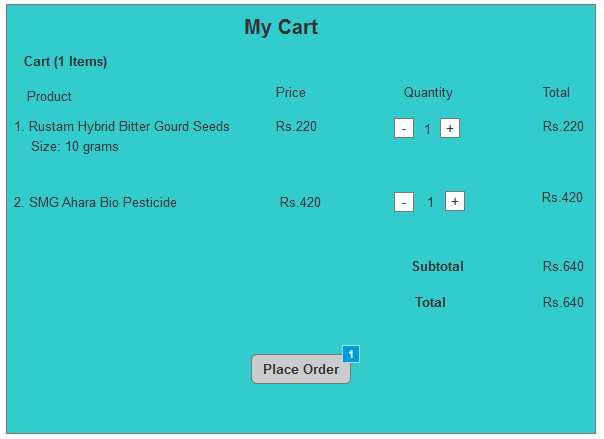 My Cart
Cart (1 Items)
Product Price Quantity Total
1. Rustam Hybrid Bitter Gourd Seeds Rs.220 - 1 + Rs.220
Size: 10 grams
2. SMG Ahara Bio Pesticide Rs.420 - 1 + Rs.420
Subtotal Rs.640
Total Rs.640
1
Place Order